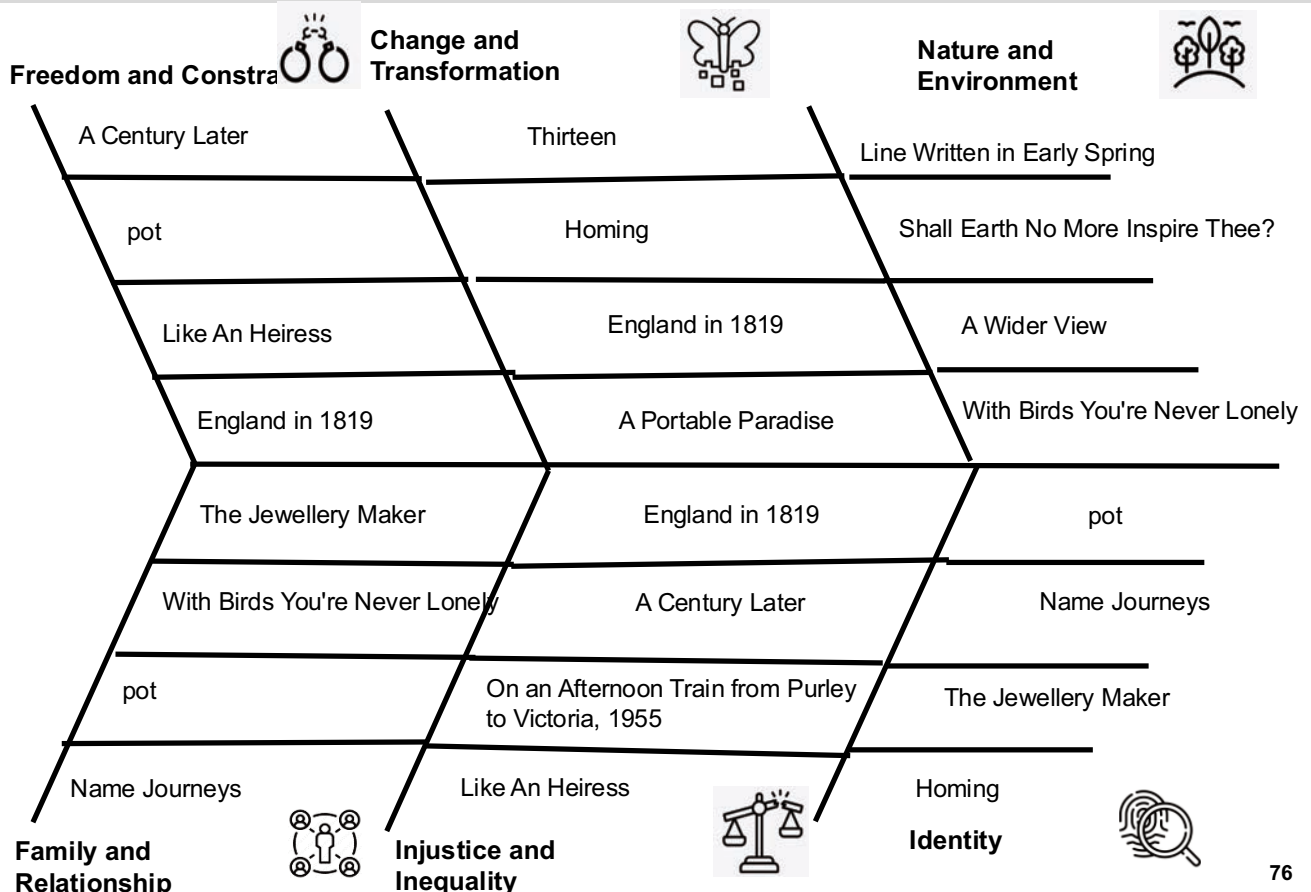 Freedom and Constra
Change and
Transformation
Nature and
Environment
A Century Later
Thirteen
Line Written in Early Spring
pot
Homing
Shall Earth No More Inspire Thee?
Like An Heiress
England in 1819
A Wider View
England in 1819
A Portable Paradise
With Birds You're Never Lonely
The Jewellery Maker
England in 1819
pot
With Birds You're Never Lonely
A Century Later
Name Journeys
pot
On an Afternoon Train from Purley
to Victoria, 1955
The Jewellery Maker
Name Journeys
Like An Heiress
Homing
Family and
Relationship
Injustice and
Inequality
Identity
76